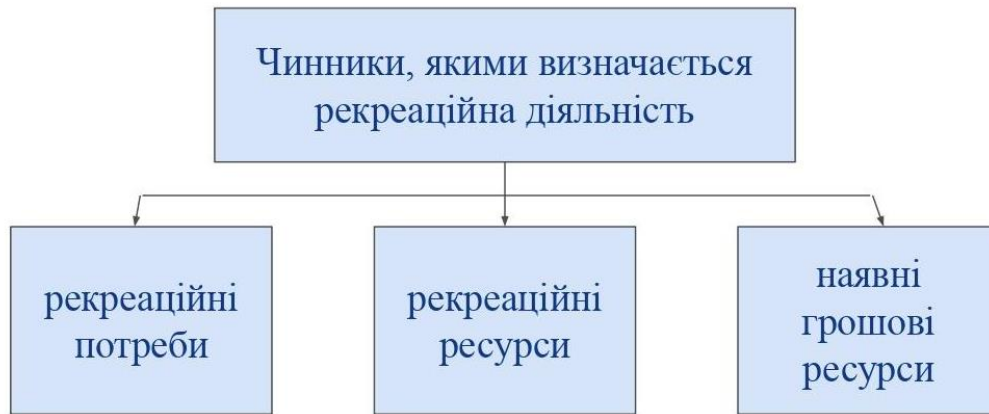 Чинники, якими визначається
рекреаційна діяльність
рекреаційні
потреби
рекреаційні
ресурси
наявні
грошові
ресурси